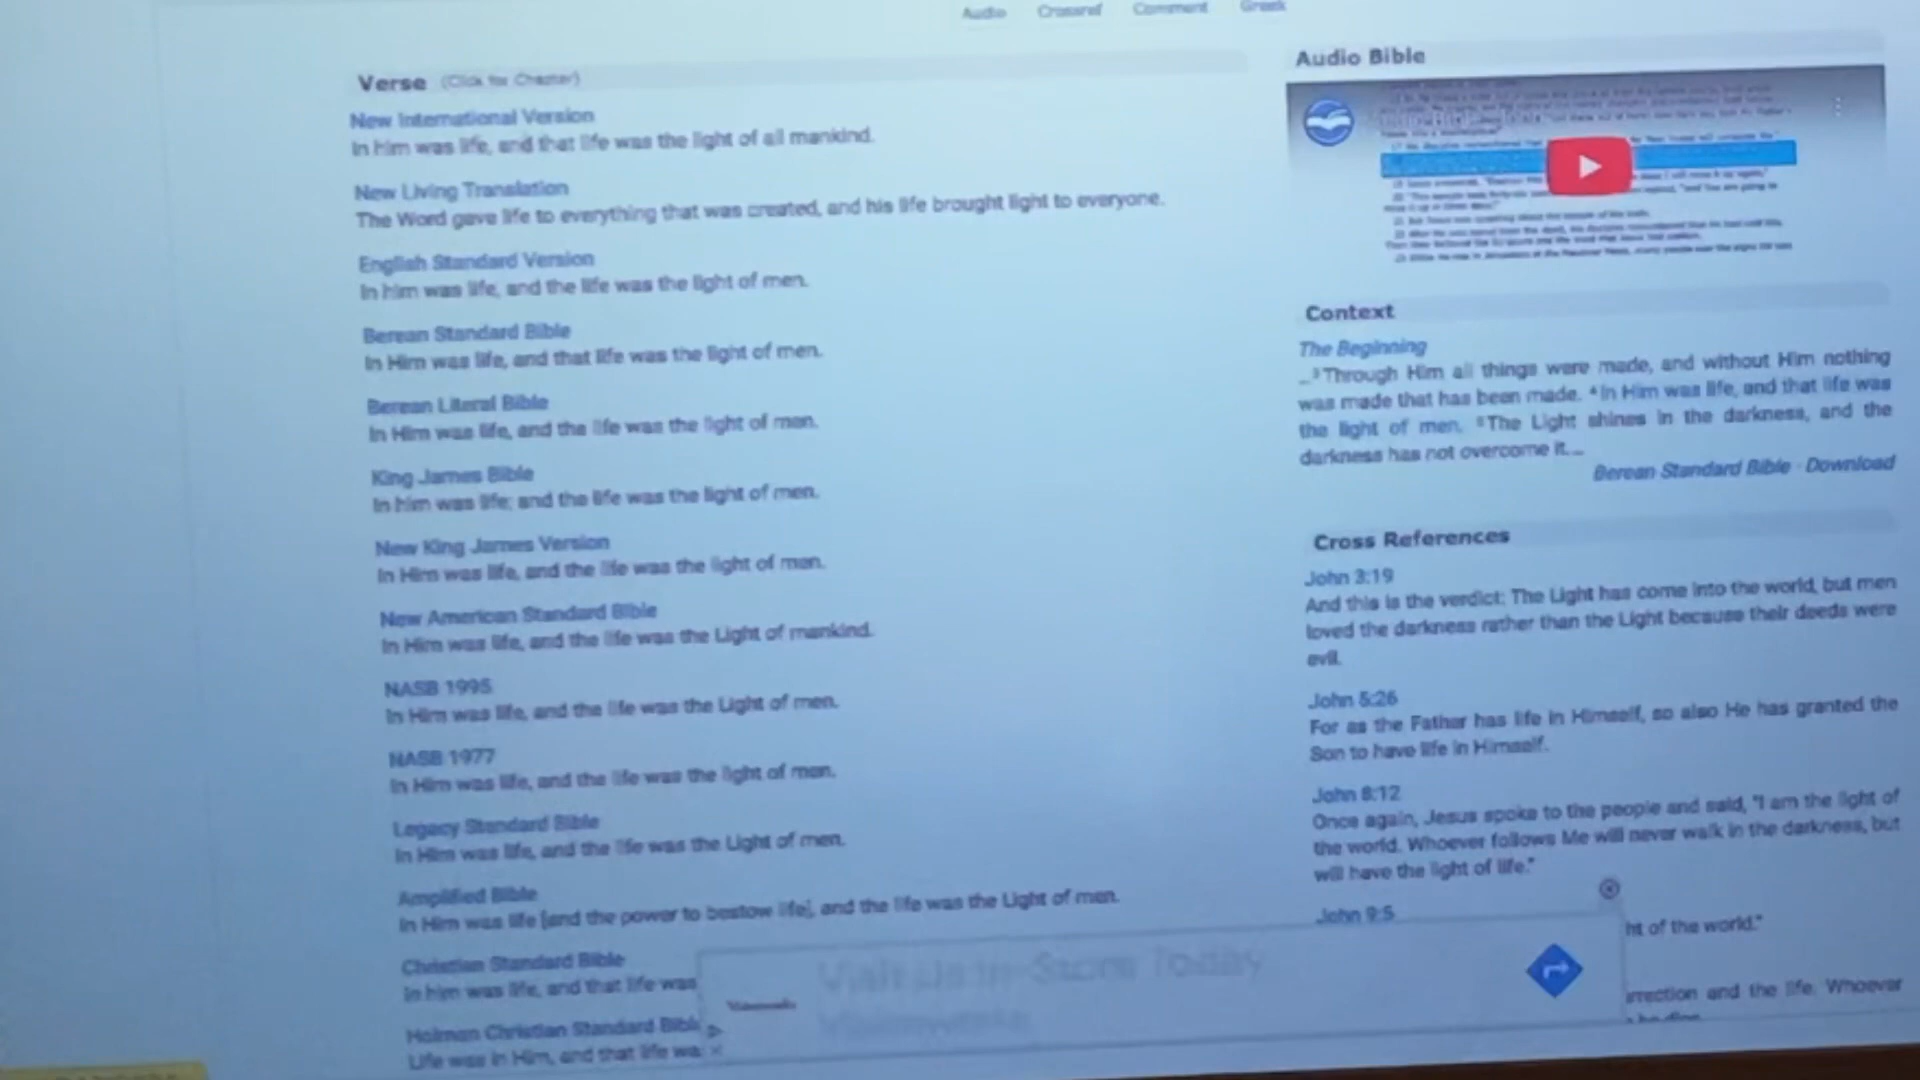 Audio Crossref Comment Greek
Verse (Click for Chapter)
New International Version
In him was life, and that life was the light of all mankind.
New Living Translation
The Word gave life to everything that was created, and his life brought light to everyone.
English Standard Version
In him was life, and the life was the light of men.
Berean Standard Bible
In Him was life, and that life was the light of men.
Berean Literal Bible
In Him was life, and the life was the light of men.
King James Bible
In him was life; and the life was the light of men.
New King James Version
In Him was life, and the life was the light of men.
New American Standard Bible
In Him was life, and the life was the Light of mankind.
NASB 1995
In Him was life, and the life was the Light of men.
NASB 1977
In Him was life, and the life was the light of men.
Legacy Standard Bible
In Him was life, and the life was the Light of men.
Amplified Bible
In Him was life [and the power to bestow life], and the life was the Light of men.
Christian Standard Bible
In him was life, and that life was
Holman Christian Standard Bible
Life was in Him, and that life wa
Audio Bible
Context
The Beginning
…3Through Him all things were made, and without Him nothing
was made that has been made. 4In Him was life, and that life was
the light of men. 5The Light shines in the darkness, and the
darkness has not overcome it.…
Berean Standard Bible · Download
Cross References
John 3:19
And this is the verdict: The Light has come into the world, but men
loved the darkness rather than the Light because their deeds were
evil.
John 5:26
For as the Father has life in Himself, so also He has granted the
Son to have life in Himself.
John 8:12
Once again, Jesus spoke to the people and said, "I am the light of
the world. Whoever follows Me will never walk in the darkness, but
will have the light of life."
John 9:5
ht of the world."
urrection and the life. Whoever
Visit Us In-Store Today